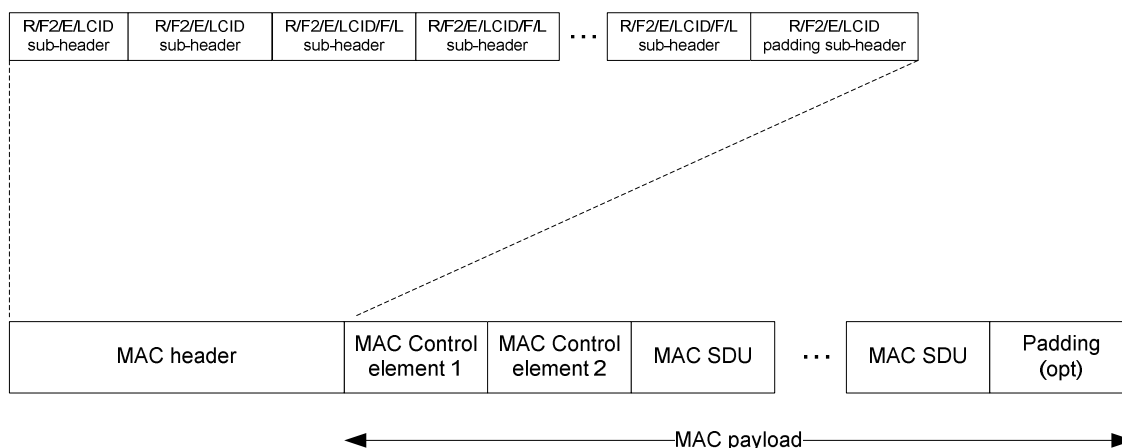 R/F2/E/LCID
sub-header
R/F2/E/LCID
sub-header
R/F2/E/LCID/F/L
sub-header
R/F2/E/LCID/F/L
sub-header
...
R/F2/E/LCID/F/L
sub-header
R/F2/E/LCID
padding sub-header
MAC header
MAC Control
element 1
MAC Control
element 2
MAC SDU
...
MAC SDU
Padding
(opt)
MAC payload